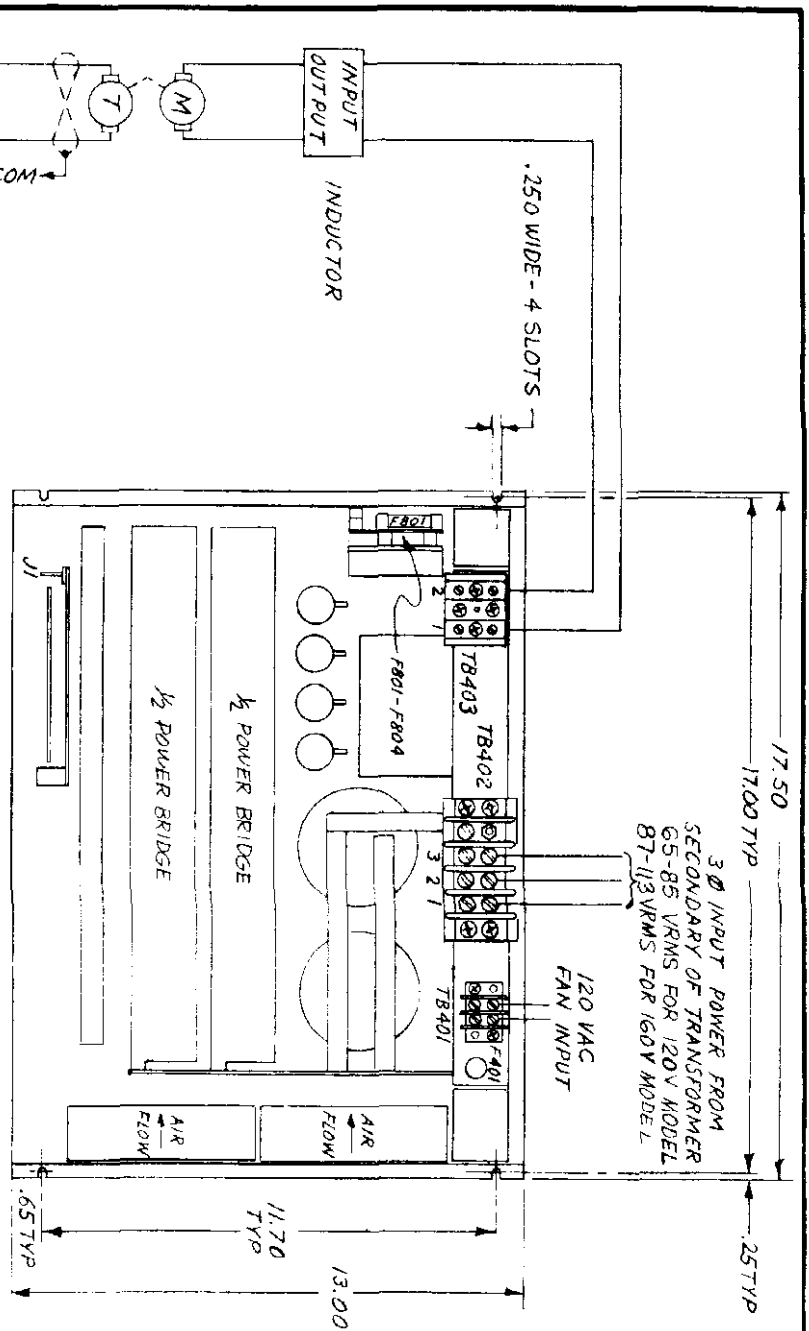 17.50
17.00 TYP
.25 TYP
3 Ø INPUT POWER FROM
SECONDARY OF TRANSFORMER
65-85 VRMS FOR 120V MODEL
87-113 VRMS FOR 160V MODEL
120 VAC
FAN INPUT
.250 WIDE - 4 SLOTS
INPUT
OUTPUT
INDUCTOR
M
T
COM
F801
F801-F804
2
1
TB403
TB402
3
2
1
TB401
F401
1/2 POWER BRIDGE
1/2 POWER BRIDGE
J1
AIR
FLOW
AIR
FLOW
11.70
TYP
.65 TYP
13.00